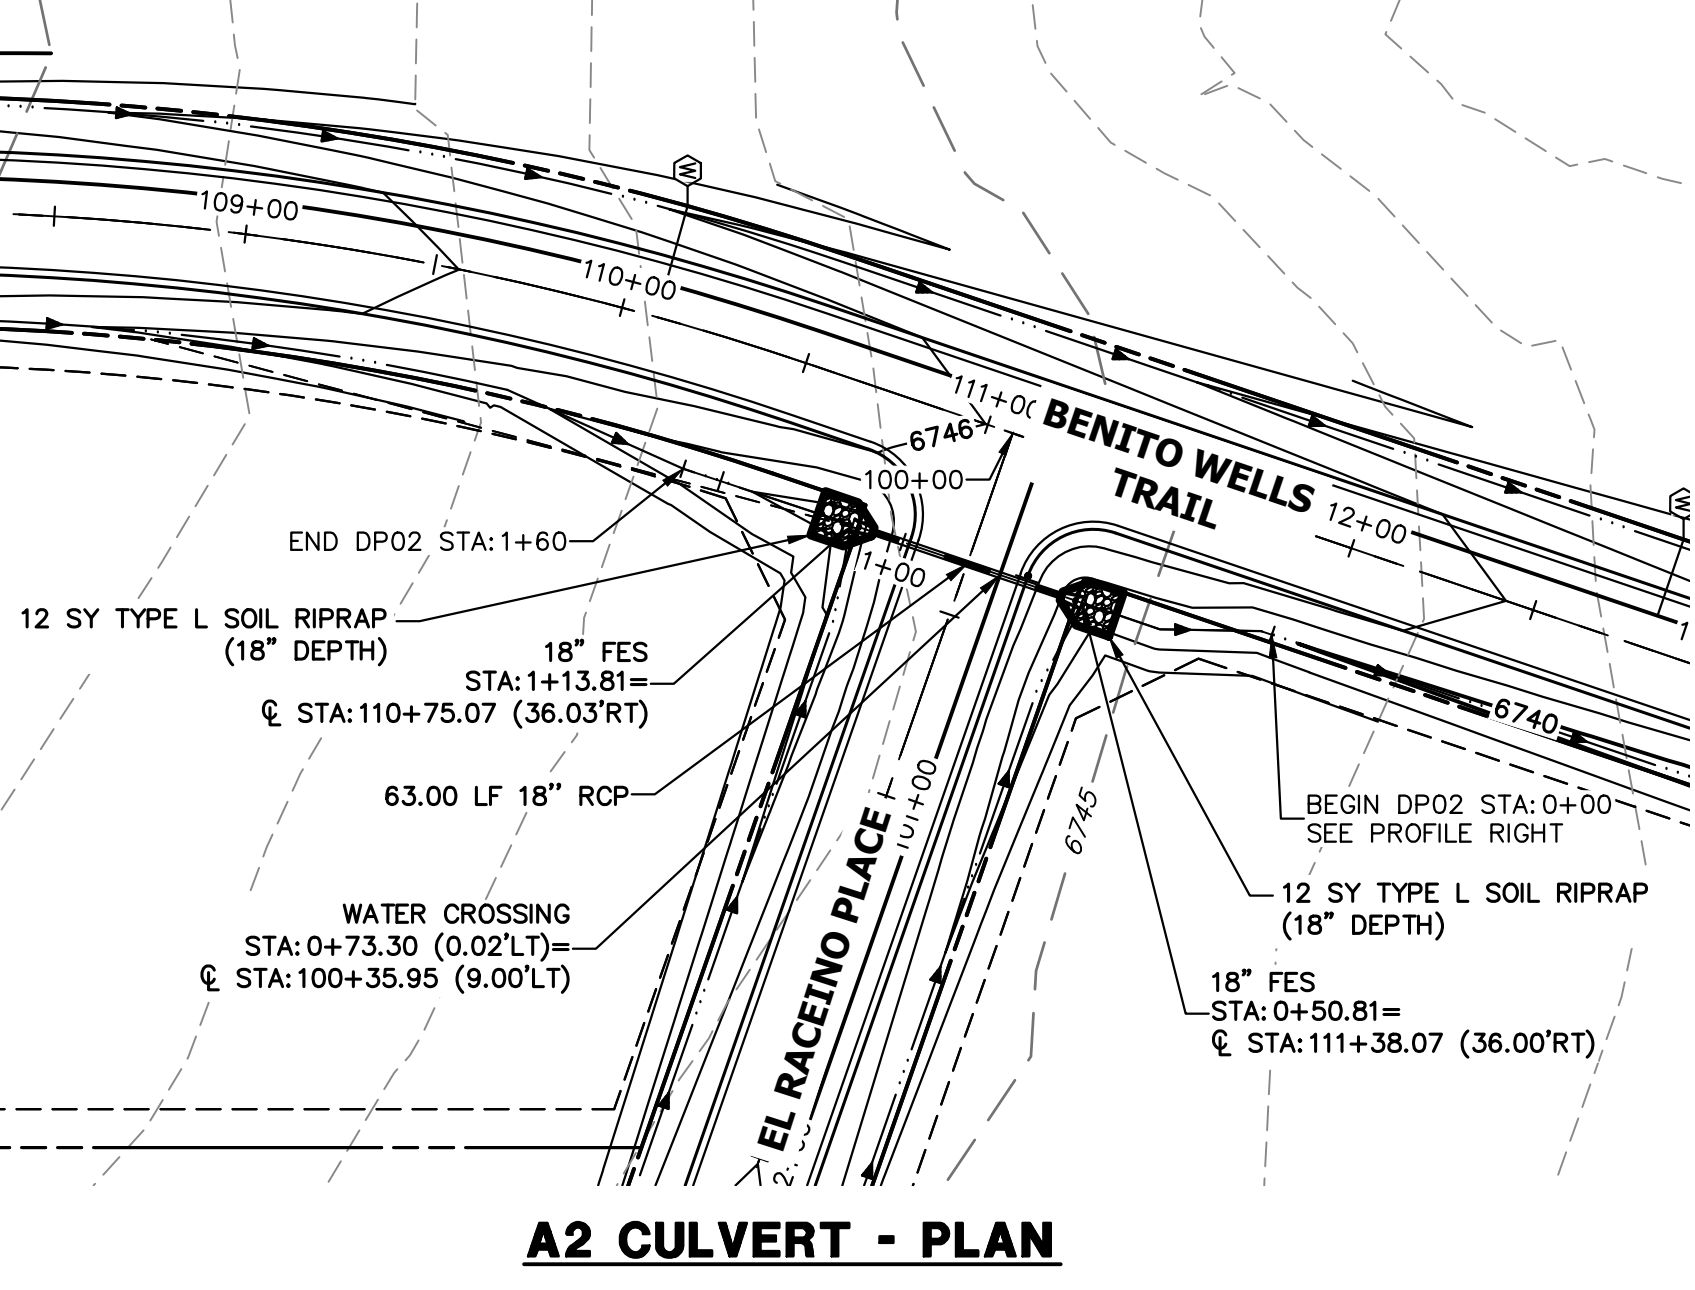 109+00
110+00
111+00
6746
100+00
BENITO WELLS
TRAIL
12+00
END DP02 STA:1+60
1+00
12 SY TYPE L SOIL RIPRAP
(18” DEPTH)
18” FES
STA:1+13.81=
℄ STA:110+75.07 (36.03'RT)
63.00 LF 18” RCP
WATER CROSSING
STA:0+73.30 (0.02'LT)=
℄ STA:100+35.95 (9.00'LT)
EL RACEINO PLACE
101+00
6745
6740
BEGIN DP02 STA:0+00
SEE PROFILE RIGHT
12 SY TYPE L SOIL RIPRAP
(18” DEPTH)
18” FES
STA:0+50.81=
℄ STA:111+38.07 (36.00'RT)
A2 CULVERT - PLAN